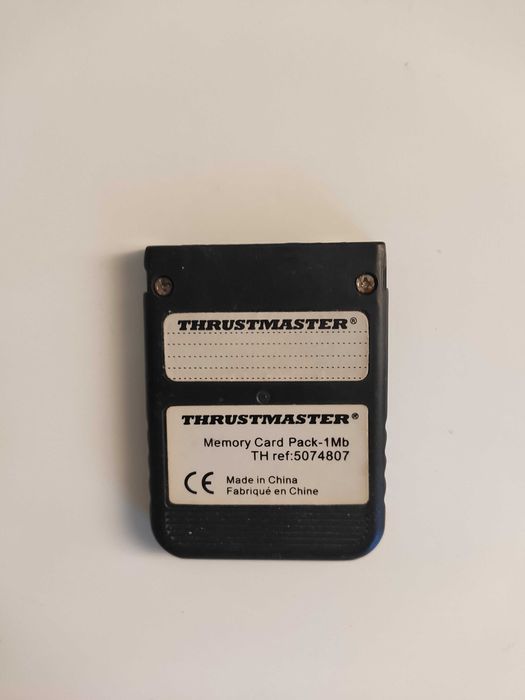 THRUSTMASTER®
THRUSTMASTER®
Memory Card Pack-1Mb
TH ref:5074807
CE
Made in China
Fabriqué en Chine